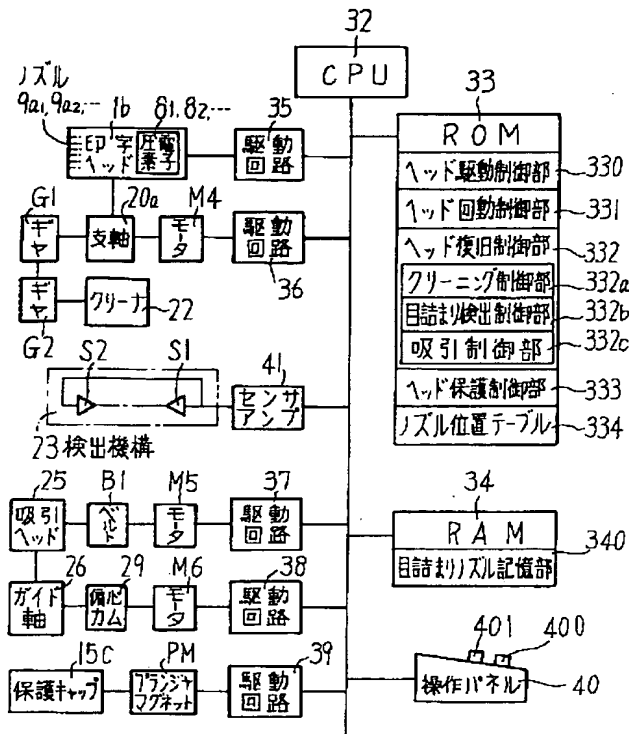 32
CPU
ノズル
9a1, 9a2, …
1b
81, 82, …
印字ヘッド
圧電素子
35
駆動回路
33
ROM
ヘッド駆動制御部
330
ヘッド回動制御部
331
ヘッド復旧制御部
332
クリーニング制御部
332a
目詰まり検出制御部
332b
吸引制御部
332c
ヘッド保護制御部
333
ノズル位置テーブル
334
G1
ギヤ
20a
支軸
M4
モータ
駆動回路
36
ギヤ
G2
クリーナ
22
S2
S1
41
センサアンプ
23 検出機構
25
吸引ヘッド
B1
ベルト
M5
モータ
37
駆動回路
34
RAM
340
目詰まりノズル記憶部
26
ガイド軸
29
偏心カム
M6
モータ
38
駆動回路
15c
保護キャップ
PM
プランジャマグネット
39
駆動回路
401
400
操作パネル
40